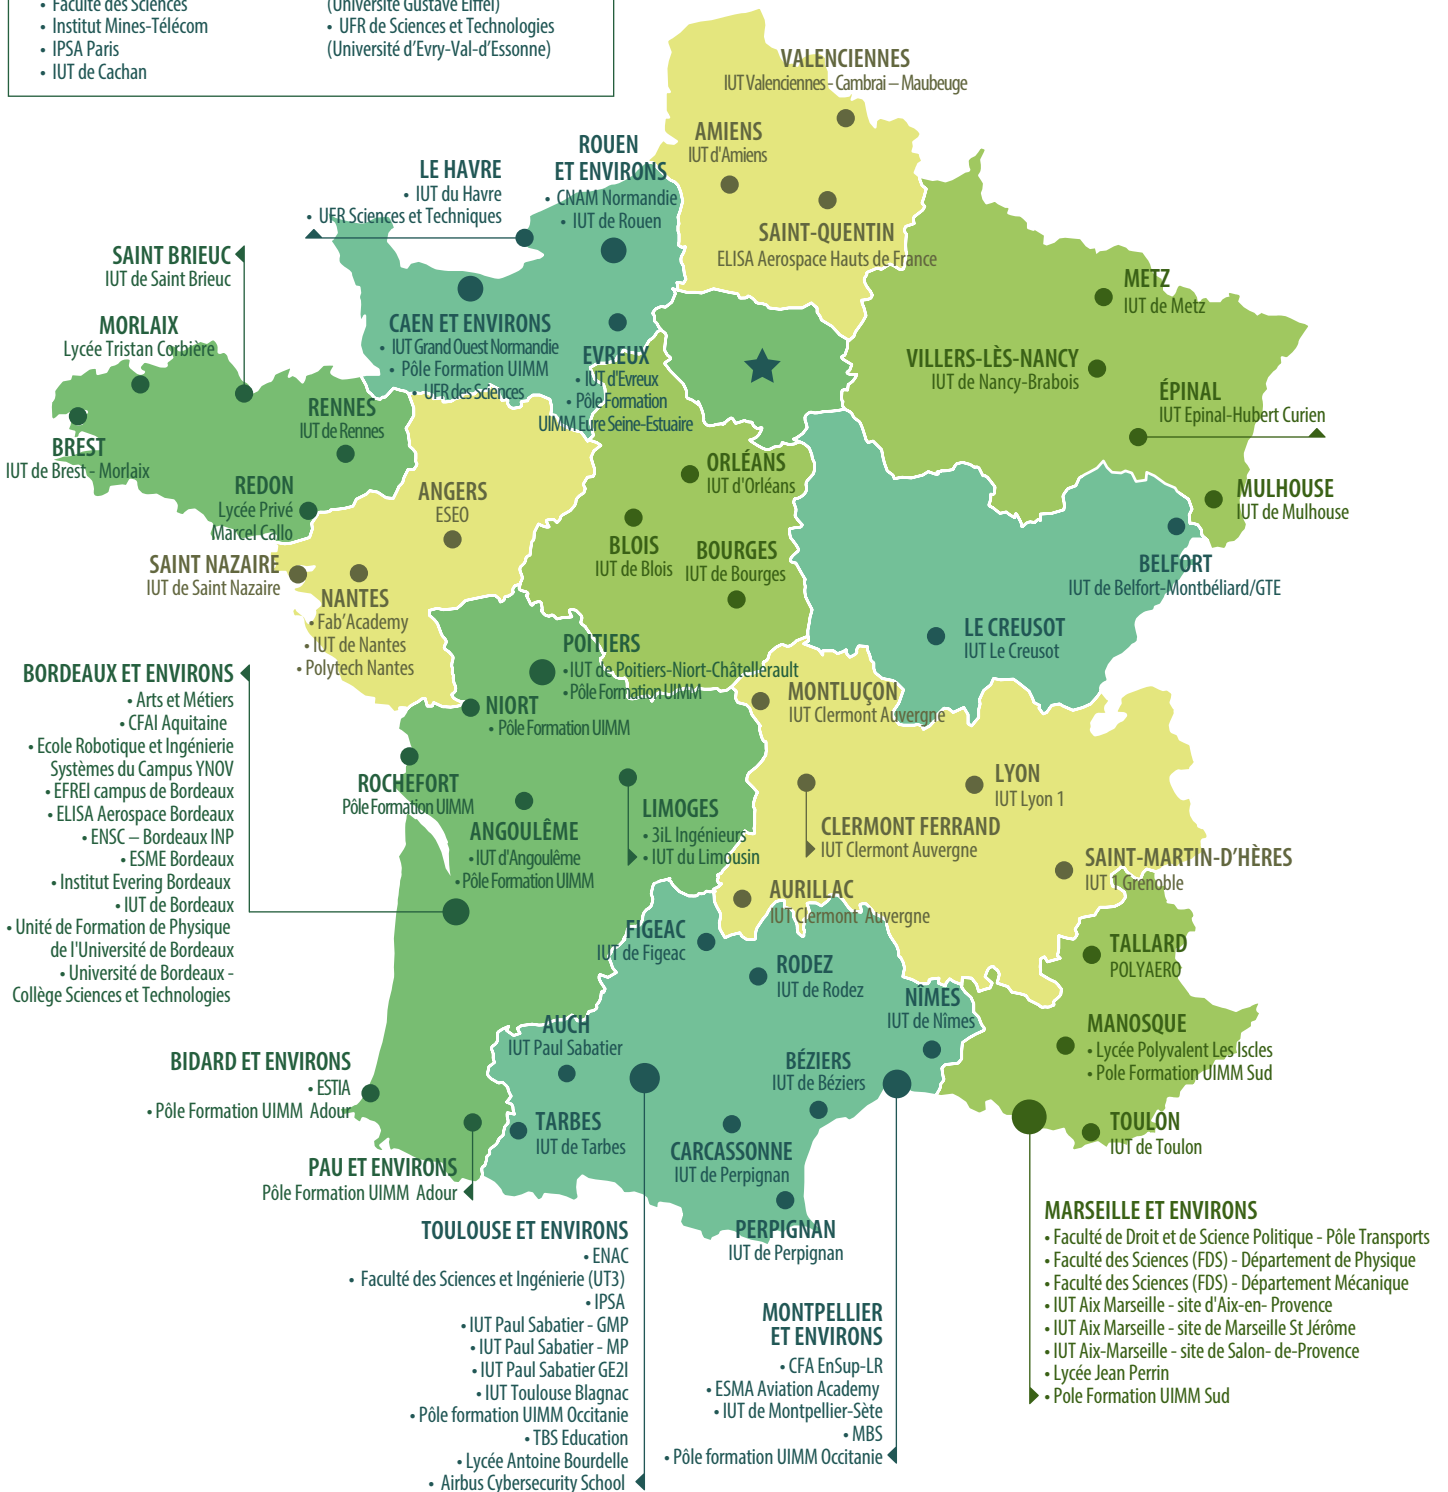 • Faculté des Sciences
• Institut Mines-Télécom
• IPSA Paris
• IUT de Cachan
(Université Gustave Eiffel)
• UFR de Sciences et Technologies
(Université d'Evry-Val-d'Essonne)
VALENCIENNES
IUT Valenciennes - Cambrai – Maubeuge
AMIENS
IUT d'Amiens
SAINT-QUENTIN
ELISA Aerospace Hauts de France
ROUEN
ET ENVIRONS
• CNAM Normandie
• IUT de Rouen
LE HAVRE
• IUT du Havre
• UFR Sciences et Techniques
CAEN ET ENVIRONS
• IUT Grand Ouest Normandie
• Pôle Formation UIMM
• UFR des Sciences
EVREUX
• IUT d'Evreux
• Pôle Formation
UIMM Eure Seine-Estuaire
SAINT BRIEUC
IUT de Saint Brieuc
MORLAIX
Lycée Tristan Corbière
BREST
IUT de Brest - Morlaix
RENNES
IUT de Rennes
REDON
Lycée Privé
Marcel Callo
METZ
IUT de Metz
VILLERS-LÈS-NANCY
IUT de Nancy-Brabois
ÉPINAL
IUT Epinal-Hubert Curien
MULHOUSE
IUT de Mulhouse
ANGERS
ESEO
SAINT NAZAIRE
IUT de Saint Nazaire
NANTES
• Fab'Academy
• IUT de Nantes
• Polytech Nantes
ORLÉANS
IUT d'Orléans
BLOIS
IUT de Blois
BOURGES
IUT de Bourges
BELFORT
IUT de Belfort-Montbéliard/GTE
LE CREUSOT
IUT Le Creusot
POITIERS
• IUT de Poitiers-Niort-Châtellerault
• Pôle Formation UIMM
NIORT
• Pôle Formation UIMM
ROCHEFORT
Pôle Formation UIMM
ANGOULÊME
• IUT d'Angoulême
• Pôle Formation UIMM
LIMOGES
• 3iL Ingénieurs
• IUT du Limousin
BORDEAUX ET ENVIRONS
• Arts et Métiers
• CFAI Aquitaine
• Ecole Robotique et Ingénierie
Systèmes du Campus YNOV
• EFREI campus de Bordeaux
• ELISA Aerospace Bordeaux
• ENSC – Bordeaux INP
• ESME Bordeaux
• Institut Evering Bordeaux
• IUT de Bordeaux
• Unité de Formation de Physique
de l'Université de Bordeaux
• Université de Bordeaux -
Collège Sciences et Technologies
BIDARD ET ENVIRONS
• ESTIA
• Pôle Formation UIMM Adour
PAU ET ENVIRONS
Pôle Formation UIMM Adour
MONTLUÇON
IUT Clermont Auvergne
LYON
IUT Lyon 1
CLERMONT FERRAND
IUT Clermont Auvergne
SAINT-MARTIN-D'HÈRES
IUT 1 Grenoble
AURILLAC
IUT Clermont Auvergne
FIGEAC
IUT de Figeac
RODEZ
IUT de Rodez
NÎMES
IUT de Nîmes
AUCH
IUT Paul Sabatier
BÉZIERS
IUT de Béziers
TARBES
IUT de Tarbes
CARCASSONNE
IUT de Perpignan
PERPIGNAN
IUT de Perpignan
TALLARD
POLYAERO
MANOSQUE
• Lycée Polyvalent Les Iscles
• Pole Formation UIMM Sud
TOULON
IUT de Toulon
TOULOUSE ET ENVIRONS
• ENAC
• Faculté des Sciences et Ingénierie (UT3)
• IPSA
• IUT Paul Sabatier - GMP
• IUT Paul Sabatier - MP
• IUT Paul Sabatier GE2I
• IUT Toulouse Blagnac
• Pôle formation UIMM Occitanie
• TBS Education
• Lycée Antoine Bourdelle
• Airbus Cybersecurity School
MONTPELLIER
ET ENVIRONS
• CFA EnSup-LR
• ESMA Aviation Academy
• IUT de Montpellier-Sète
• MBS
• Pôle formation UIMM Occitanie
MARSEILLE ET ENVIRONS
• Faculté de Droit et de Science Politique - Pôle Transports
• Faculté des Sciences (FDS) - Département de Physique
• Faculté des Sciences (FDS) - Département Mécanique
• IUT Aix Marseille - site d'Aix-en- Provence
• IUT Aix Marseille - site de Marseille St Jérôme
• IUT Aix-Marseille - site de Salon- de-Provence
• Lycée Jean Perrin
• Pole Formation UIMM Sud